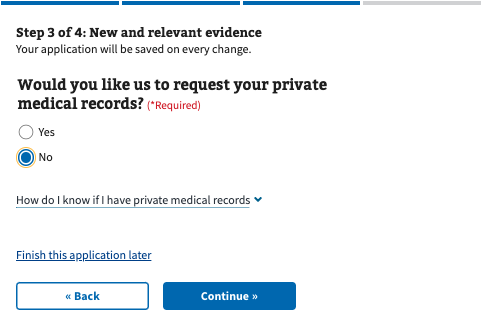 Step 3 of 4: New and relevant evidence
Your application will be saved on every change.
Would you like us to request your private
medical records? (*Required)
Yes
No
How do I know if I have private medical records
Finish this application later
« Back
Continue »